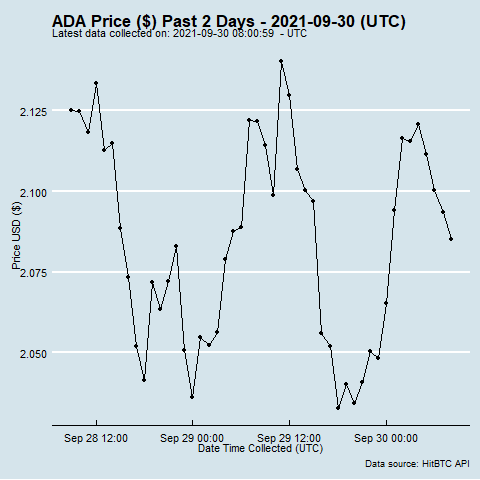 ADA Price ($) Past 2 Days - 2021-09-30 (UTC)
Latest data collected on: 2021-09-30 08:00:59 - UTC
2.125
2.100
2.075
2.050
Price USD ($)
Sep 28 12:00 Sep 29 00:00 Sep 29 12:00 Sep 30 00:00
Date Time Collected (UTC)
Data source: HitBTC API